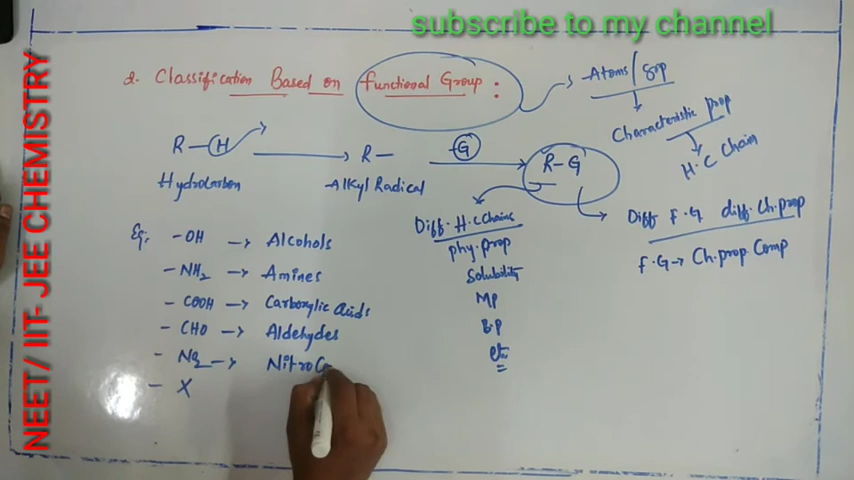 subscribe to my channel
NEET/ IIT- JEE CHEMISTRY
2. Classification Based on functional Group :
Atoms/ Grp
Characteristic prop
H.C Chain
R-H
R-
-G
R-G
Hydrocarbon
Alkyl Radical
Diff. H.C Chains
phy.prop
Solubility
MP
B.P
etc
Diff F.G diff.Ch.prop
F.G→ Ch.prop Comp
Eg: -OH → Alcohols
-NH2 → Amines
- COOH → Carboxylic acids
- CHO → Aldehydes
- NO2 → Nitro Co
- X